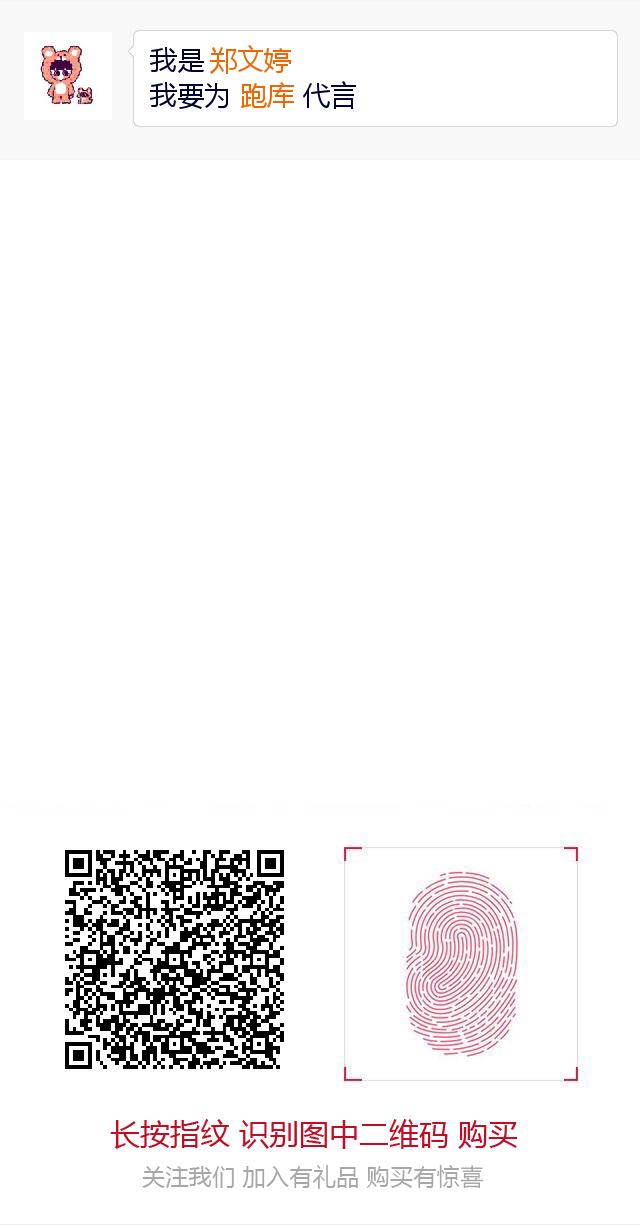 我是 郑文婷
我要为 跑库 代言
长按指纹 识别图中二维码 购买
关注我们 加入有礼品 购买有惊喜